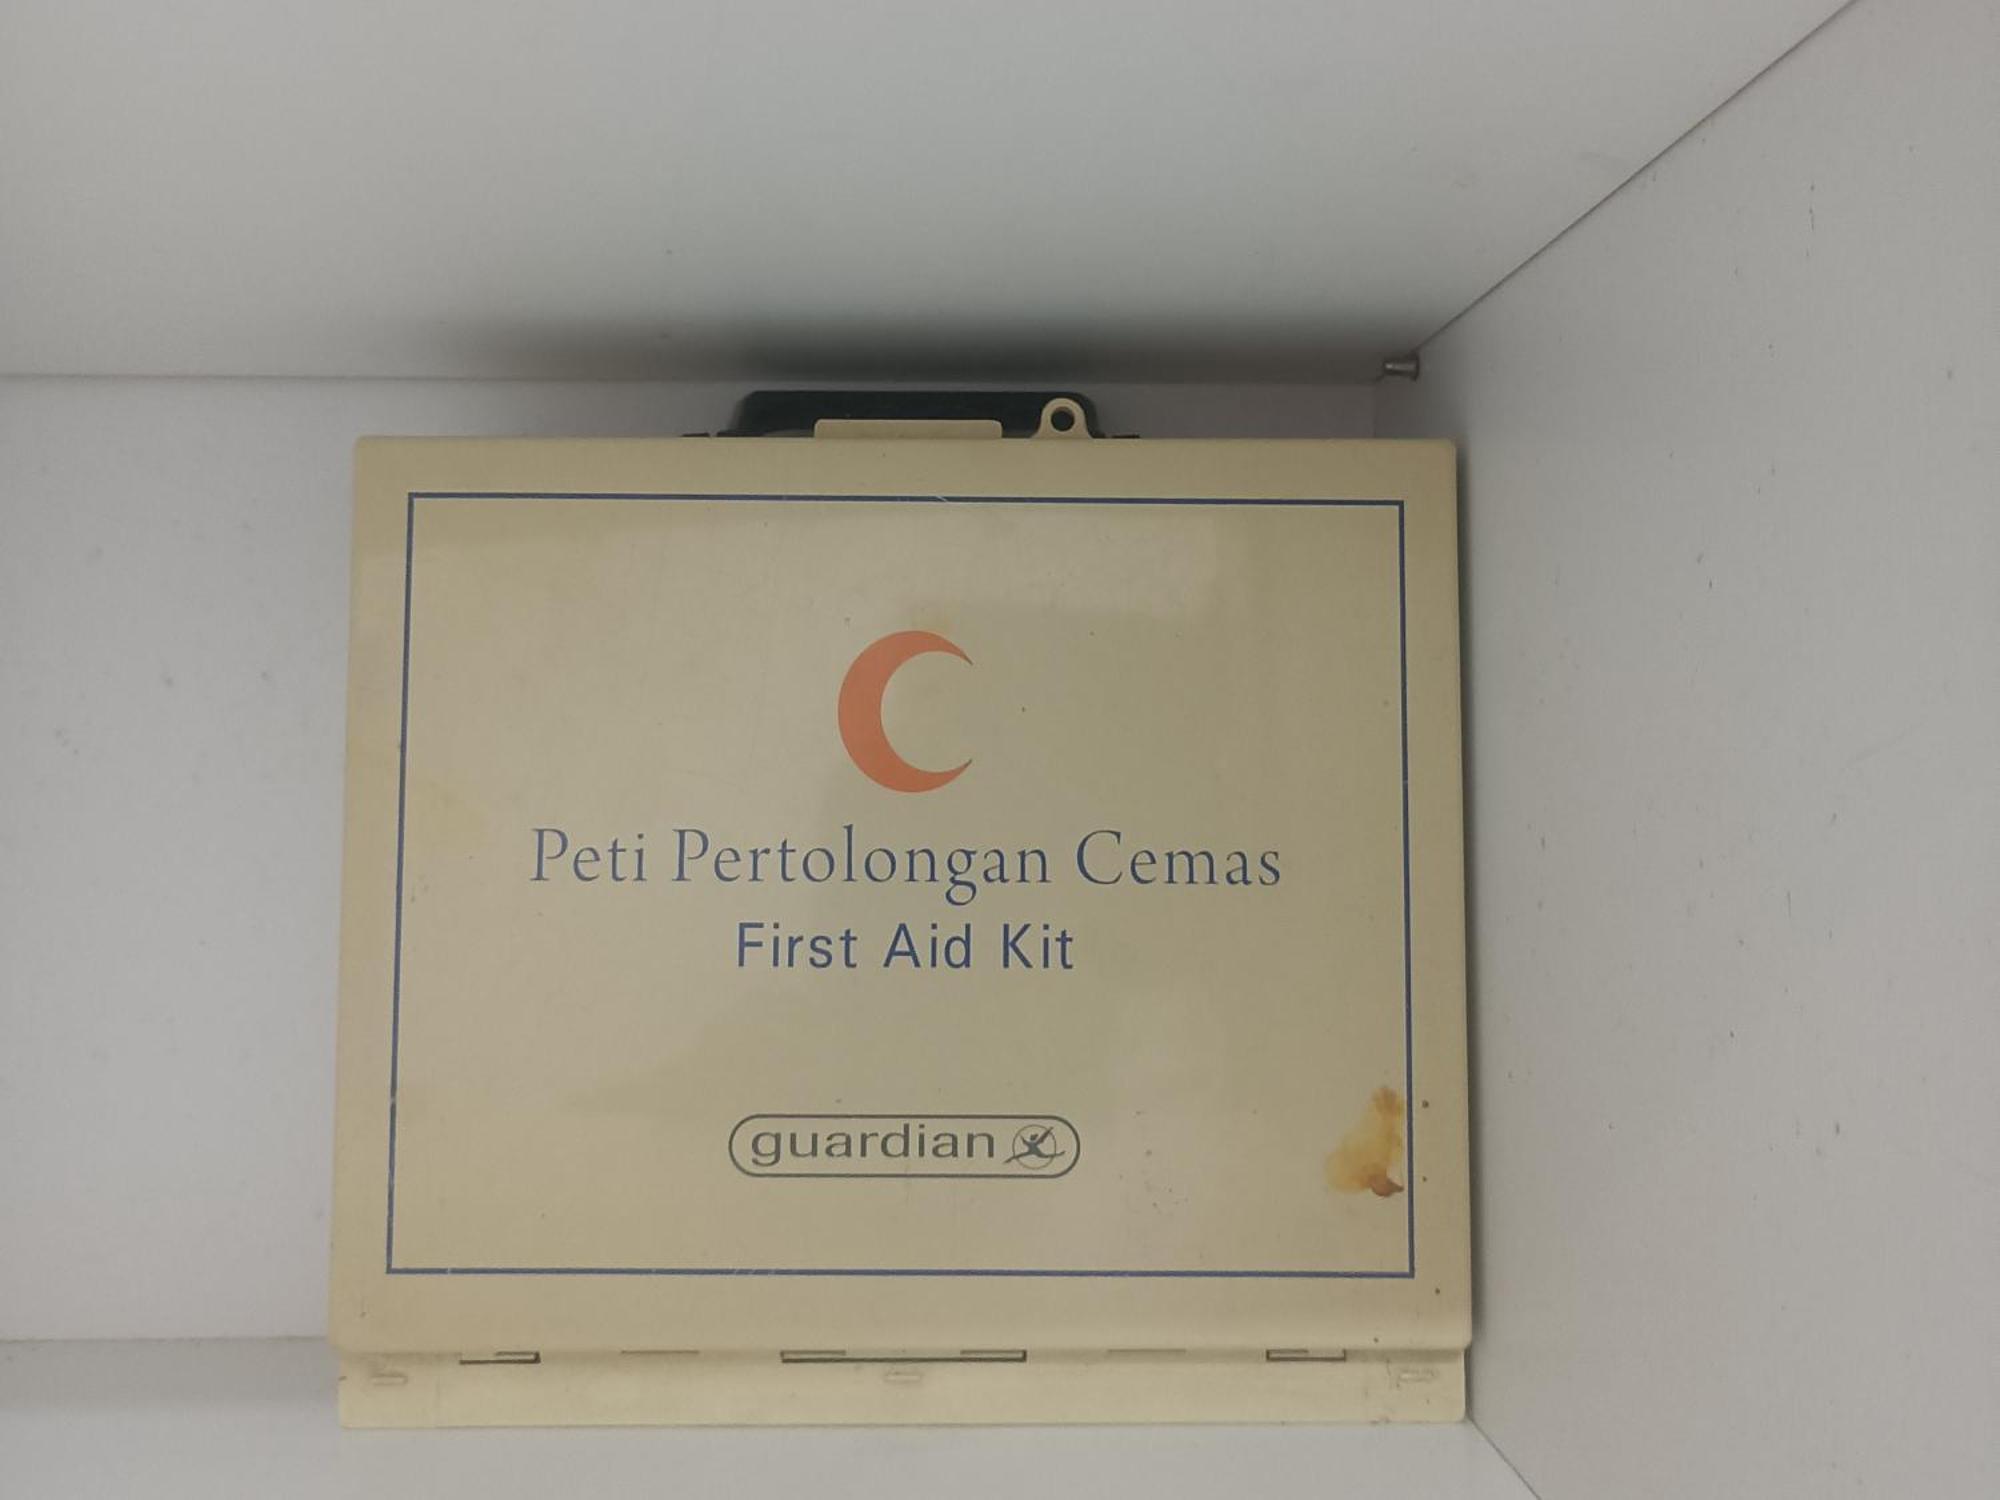 Peti Pertolongan Cemas
First Aid Kit
guardian